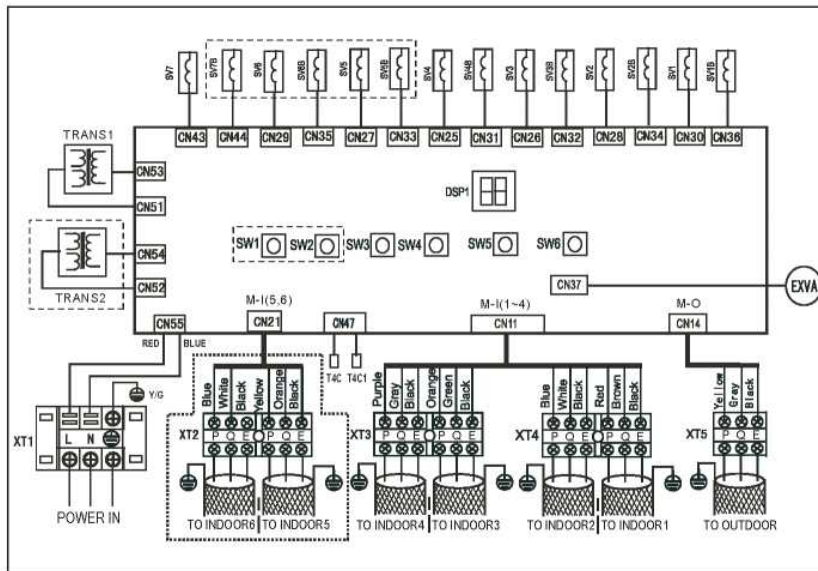 SV7 SV7B SV6 SV6B SV5 SV5B SV4 SV4B SV3 SV3B SV2 SV2B SV1 SV1B
CN43 CN44 CN29 CN35 CN27 CN33 CN25 CN31 CN26 CN32 CN28 CN34 CN30 CN36
TRANS1
CN53
CN51
DSP1
CN54
TRANS2
CN52
SW1 SW2 SW3 SW4 SW5 SW6
CN37
EXVA
M-I(5,6) M-I(1~4) M-O
CN55 CN21 CN47 CN11 CN14
RED BLUE
T4C T4C1
Y/G
Blue White Black Yellow Orange Black
Purple Gray Black Orange Green Black
Blue White Black Red Brown Black
Yellow Gray Black
XT1 L N
XT2 P Q E P Q E
XT3 P Q E P Q E
XT4 P Q E P Q E
XT5 P Q E
POWER IN
TO INDOOR6 TO INDOOR5 TO INDOOR4 TO INDOOR3 TO INDOOR2 TO INDOOR1 TO OUTDOOR